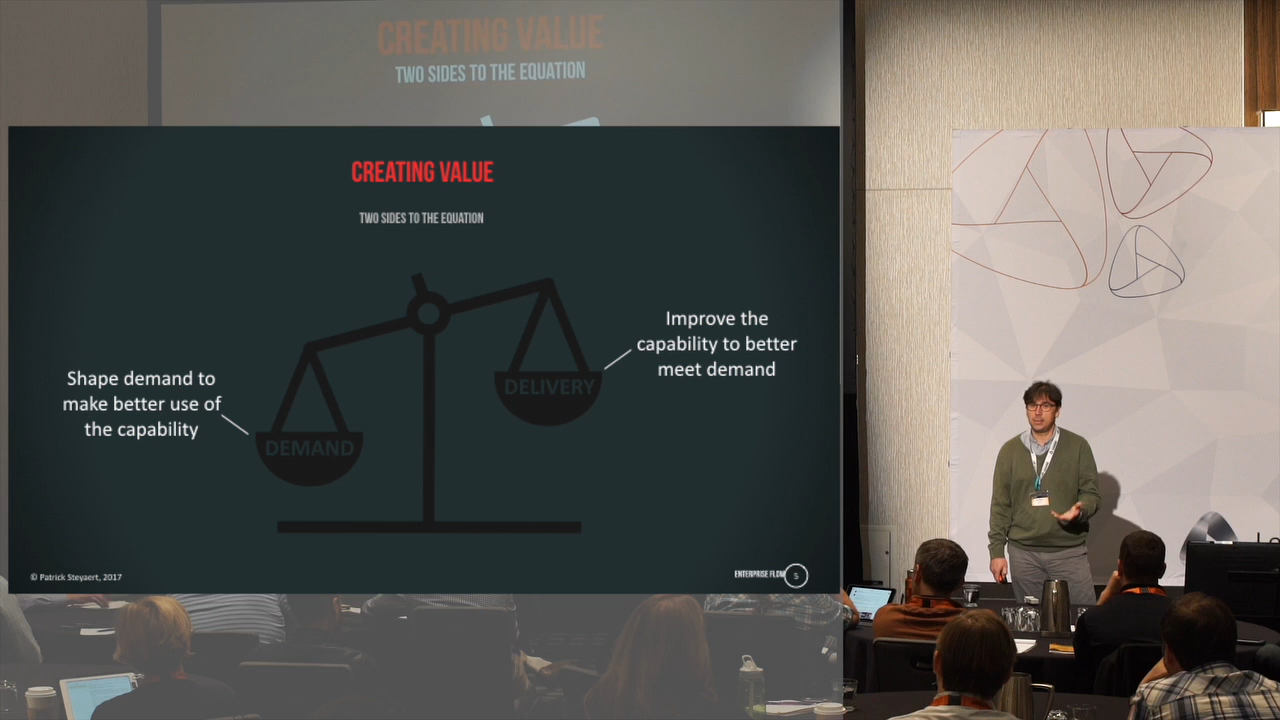 CREATING VALUE
TWO SIDES TO THE EQUATION
CREATING VALUE
TWO SIDES TO THE EQUATION
Improve the
capability to better
meet demand
Shape demand to
make better use of
the capability
DELIVERY
DEMAND
© Patrick Steyaert, 2017
ENTERPRISE FLOW
5